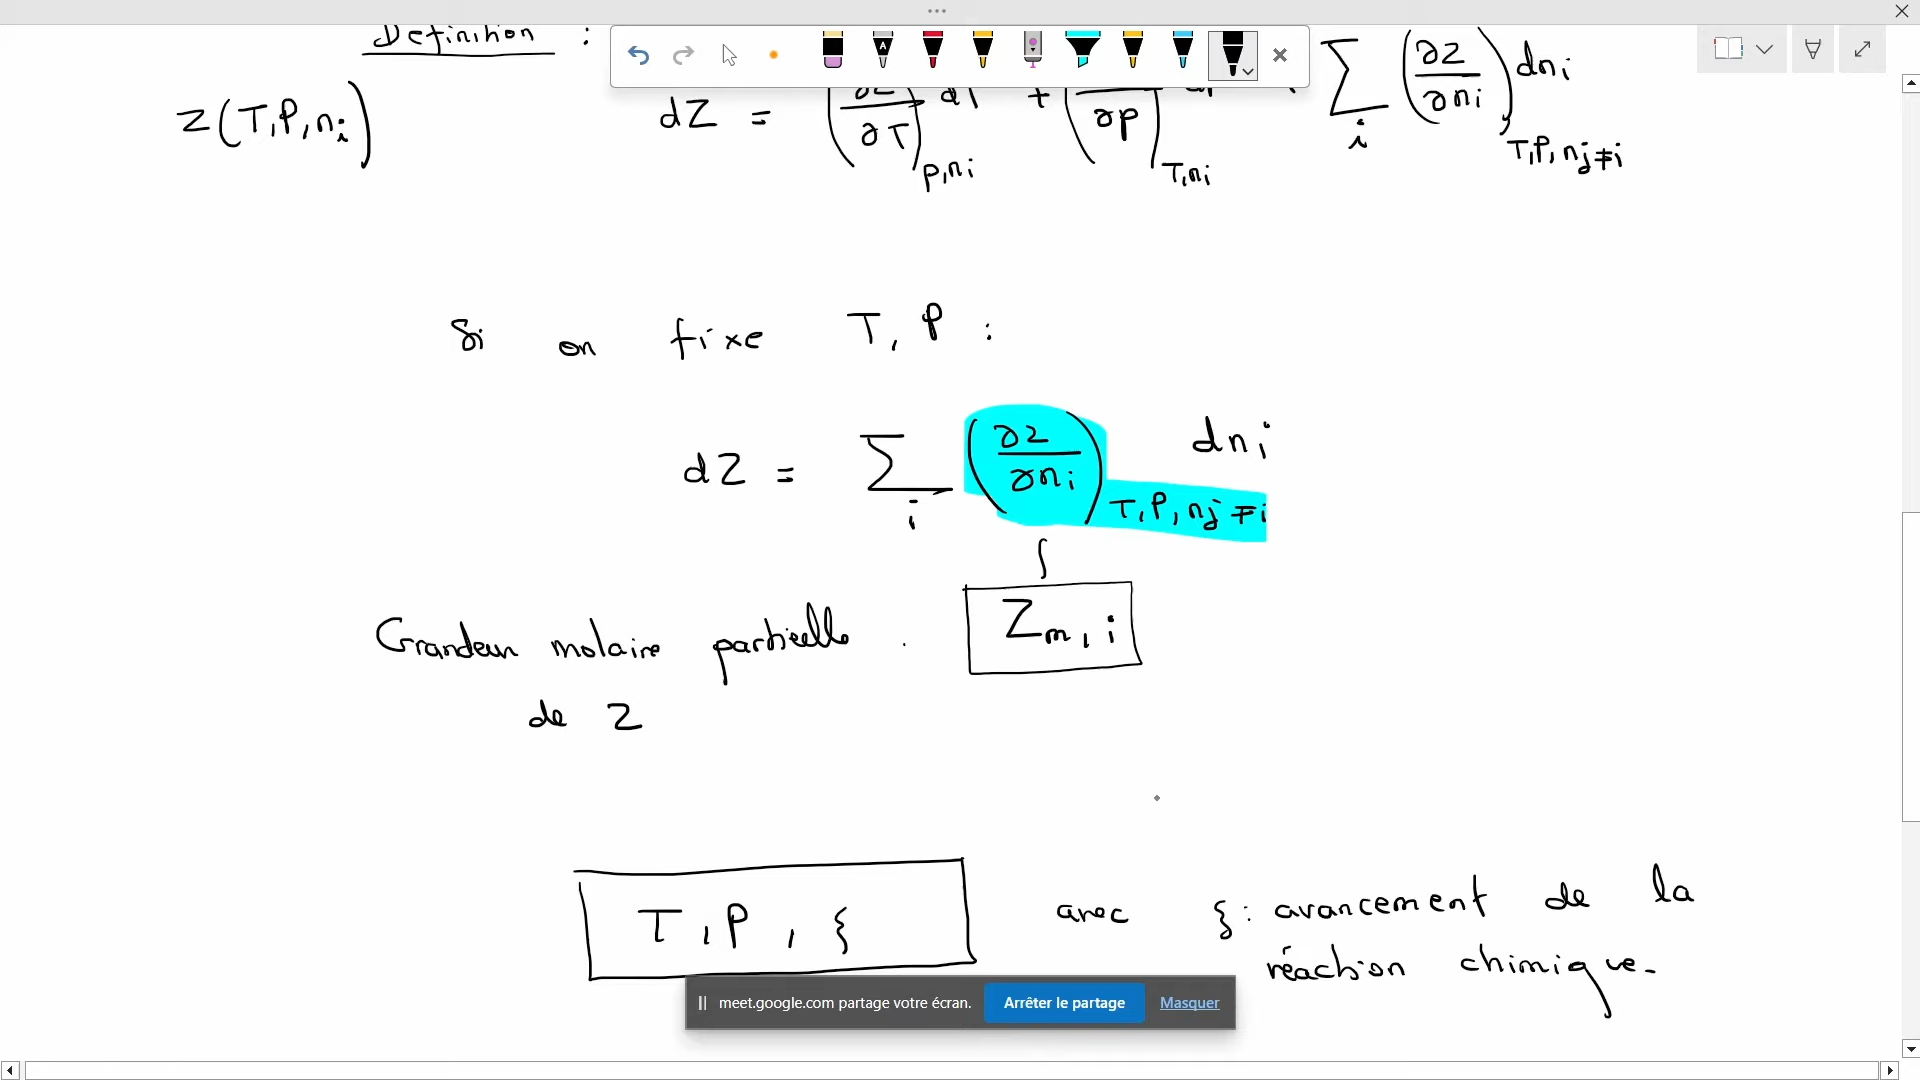 Définition :
Z(T,P,ni)
dZ = (∂Z/∂T)P,ni dT + (∂Z/∂P)T,ni dP + Σi (∂Z/∂ni)T,P,nj≠i dni
Si on fixe T, P :
dZ = Σi (∂Z/∂ni)T,P,nj≠i dni
Grandeur molaire partielle . Zm,i
de Z
T, P, ξ avec ξ : avancement de la
réaction chimique.
meet.google.com partage votre écran. Arrêter le partage Masquer